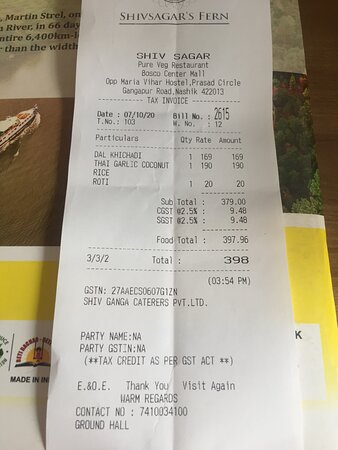 , Martin Strel, on
River, in 66 day
entire 6,400km-l
r than the width
SHIVSAGAR'S FERN
SHIV SAGAR
Pure Veg Restaurant
Bosco Center Mall
Opp Maria Vihar Hostel,Prasad Circle
Gangapur Road,Nashik 422013
TAX INVOICE
Date : 07/10/20 Bill No.: 2615
T.No.: 103 W. No. : 12
Particulars Qty Rate Amount
DAL KHICHADI 1 169 169
THAI GARLIC COCONUT 1 190 190
RICE
ROTI 1 20 20
Sub Total : 379.00
CGST @2.5% : 9.48
SGST @2.5% : 9.48
Food Total : 397.96
3/3/2 Total : 398
(03:54 PM)
GSTN: 27AAECS0607G1ZN
SHIV GANGA CATERERS PVT.LTD.
PARTY NAME:NA
PARTY GSTIN:NA
(**TAX CREDIT AS PER GST ACT **)
E.&O.E. Thank You Visit Again
WARM REGARDS
CONTACT NO : 7410034100
GROUND HALL
MADE IN IN
K